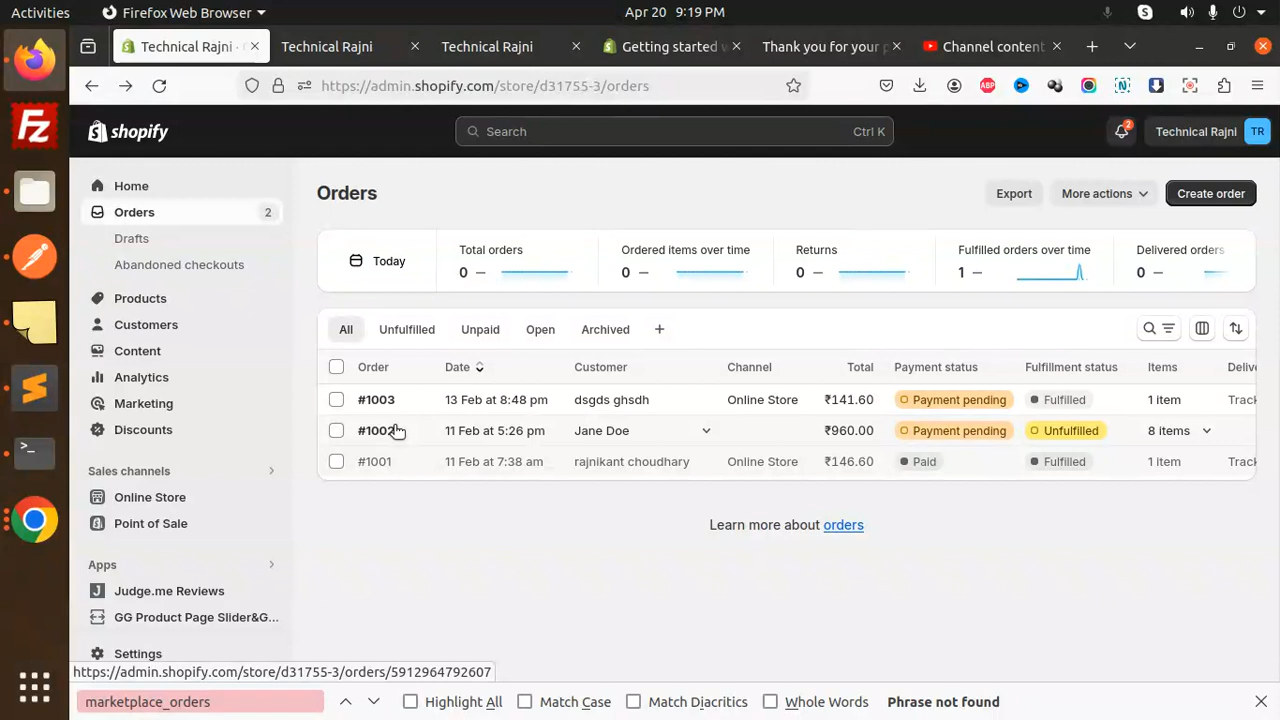 Activities Firefox Web Browser Apr 20 9:19 PM
Technical Rajni · Technical Rajni Technical Rajni Getting started Thank you for your Channel content
https://admin.shopify.com/store/d31755-3/orders
shopify Search Ctrl K 2 Technical Rajni TR
Home
Orders 2
Drafts
Abandoned checkouts
Products
Customers
Content
Analytics
Marketing
Discounts
Sales channels
Online Store
Point of Sale
Apps
Judge.me Reviews
GG Product Page Slider&G...
Settings
Orders Export More actions Create order
Today Total orders Ordered items over time Returns Fulfilled orders over time Delivered orders
0 — 0 — 0 — 1 — 0 —
All Unfulfilled Unpaid Open Archived +
Order Date Customer Channel Total Payment status Fulfillment status Items
#1003 13 Feb at 8:48 pm dsgds ghsdh Online Store ₹141.60 Payment pending Fulfilled 1 item
#1002 11 Feb at 5:26 pm Jane Doe ₹960.00 Payment pending Unfulfilled 8 items
#1001 11 Feb at 7:38 am rajnikant choudhary Online Store ₹146.60 Paid Fulfilled 1 item
Learn more about orders
https://admin.shopify.com/store/d31755-3/orders/5912964792607
marketplace_orders Highlight All Match Case Match Diacritics Whole Words Phrase not found